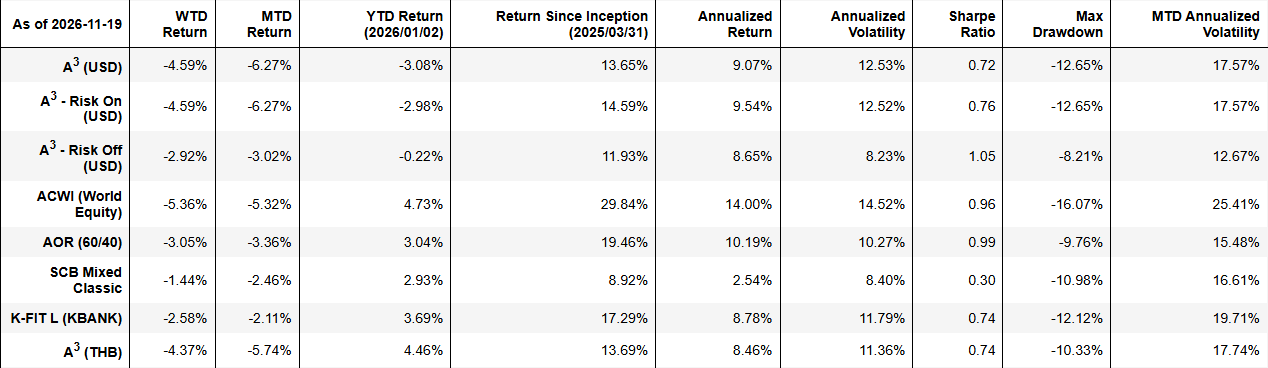 As of 2026-11-19 WTD Return MTD Return YTD Return (2026/01/02) Return Since Inception (2025/03/31) Annualized Return Annualized Volatility Sharpe Ratio Max Drawdown MTD Annualized Volatility
A³ (USD) -4.59% -6.27% -3.08% 13.65% 9.07% 12.53% 0.72 -12.65% 17.57%
A³ - Risk On (USD) -4.59% -6.27% -2.98% 14.59% 9.54% 12.52% 0.76 -12.65% 17.57%
A³ - Risk Off (USD) -2.92% -3.02% -0.22% 11.93% 8.65% 8.23% 1.05 -8.21% 12.67%
ACWI (World Equity) -5.36% -5.32% 4.73% 29.84% 14.00% 14.52% 0.96 -16.07% 25.41%
AOR (60/40) -3.05% -3.36% 3.04% 19.46% 10.19% 10.27% 0.99 -9.76% 15.48%
SCB Mixed Classic -1.44% -2.46% 2.93% 8.92% 2.54% 8.40% 0.30 -10.98% 16.61%
K-FIT L (KBANK) -2.58% -2.11% 3.69% 17.29% 8.78% 11.79% 0.74 -12.12% 19.71%
A³ (THB) -4.37% -5.74% 4.46% 13.69% 8.46% 11.36% 0.74 -10.33% 17.74%